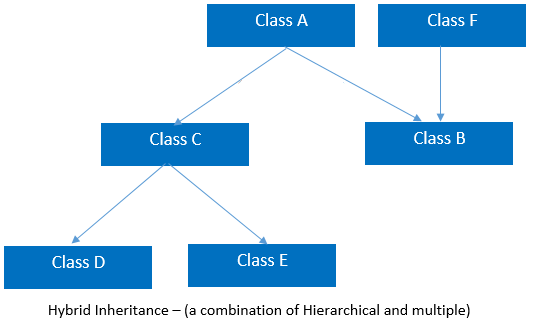 Class A
Class F
Class C
Class B
Class D
Class E
Hybrid Inheritance – (a combination of Hierarchical and multiple)